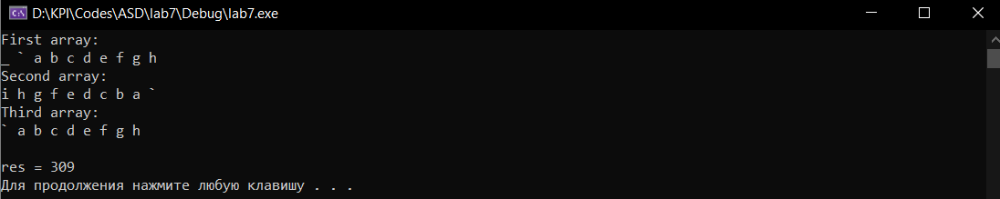 D:\KPI\Codes\ASD\lab7\Debug\lab7.exe
First array:
_ ` a b c d e f g h
Second array:
i h g f e d c b a `
Third array:
` a b c d e f g h
res = 309
Для продолжения нажмите любую клавишу . . .